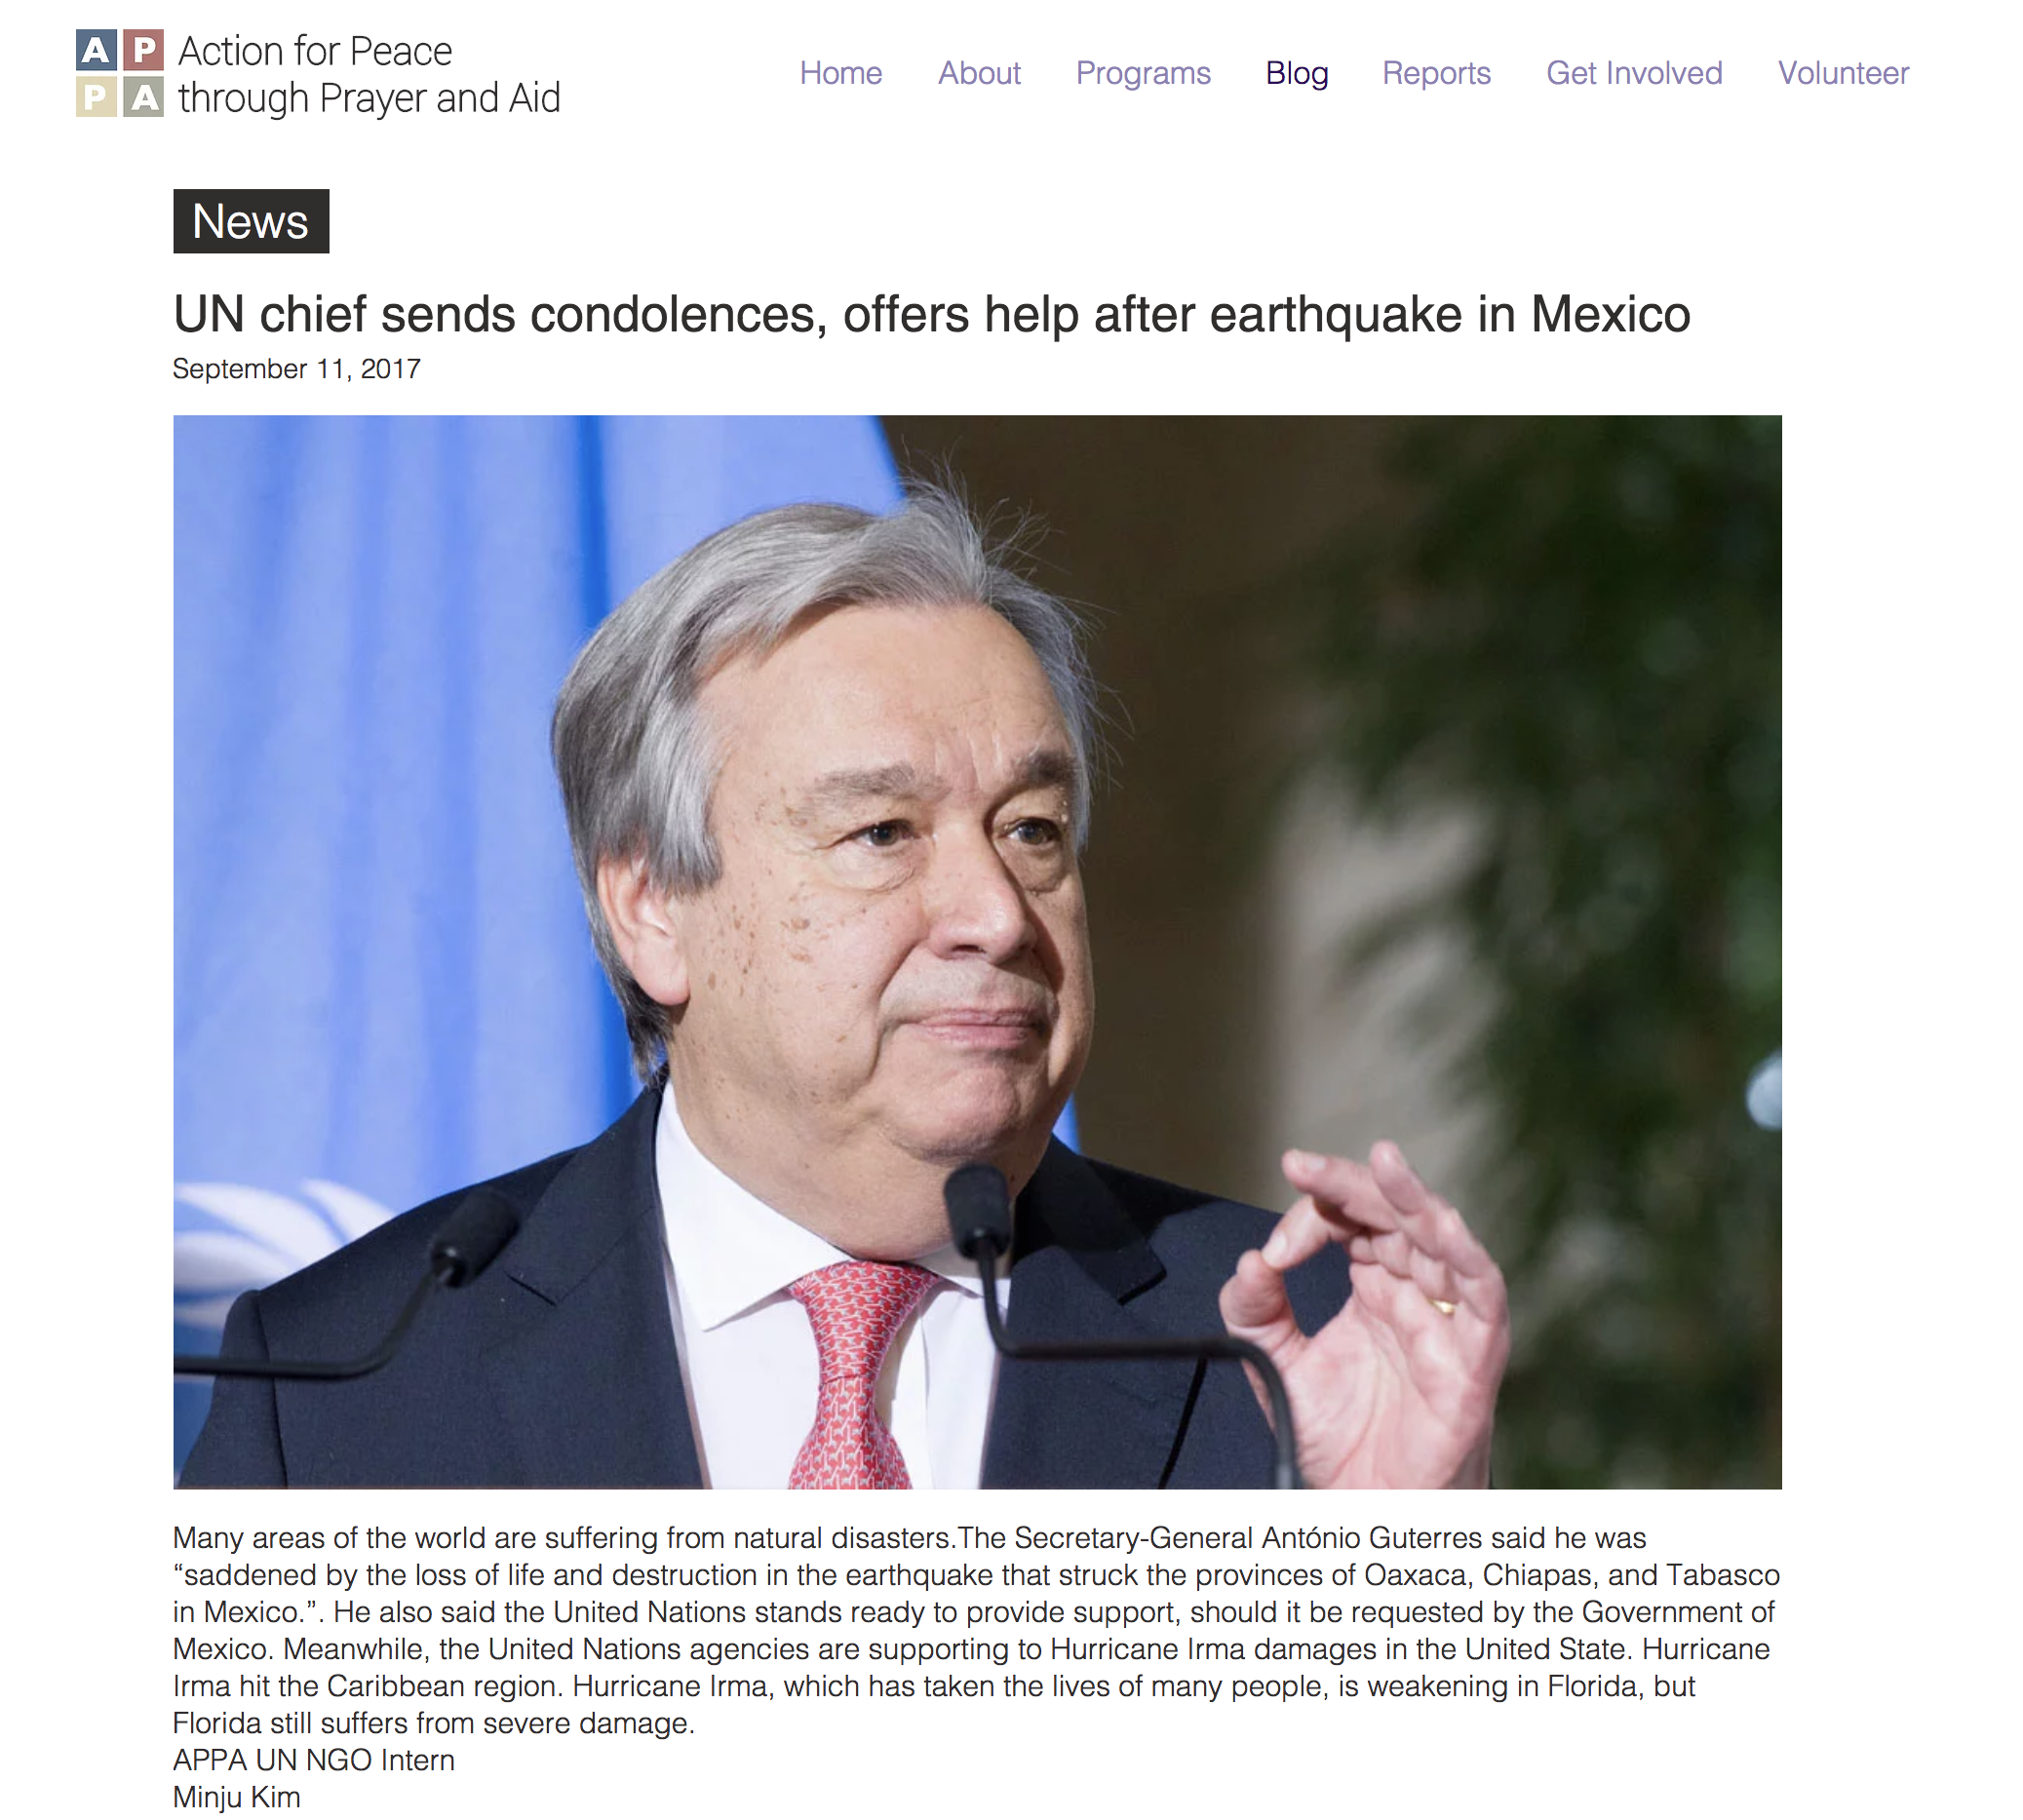 A P
P A
Action for Peace
through Prayer and Aid
Home About Programs Blog Reports Get Involved Volunteer
News
UN chief sends condolences, offers help after earthquake in Mexico
September 11, 2017
Many areas of the world are suffering from natural disasters.The Secretary-General António Guterres said he was
“saddened by the loss of life and destruction in the earthquake that struck the provinces of Oaxaca, Chiapas, and Tabasco
in Mexico.”. He also said the United Nations stands ready to provide support, should it be requested by the Government of
Mexico. Meanwhile, the United Nations agencies are supporting to Hurricane Irma damages in the United State. Hurricane
Irma hit the Caribbean region. Hurricane Irma, which has taken the lives of many people, is weakening in Florida, but
Florida still suffers from severe damage.
APPA UN NGO Intern
Minju Kim